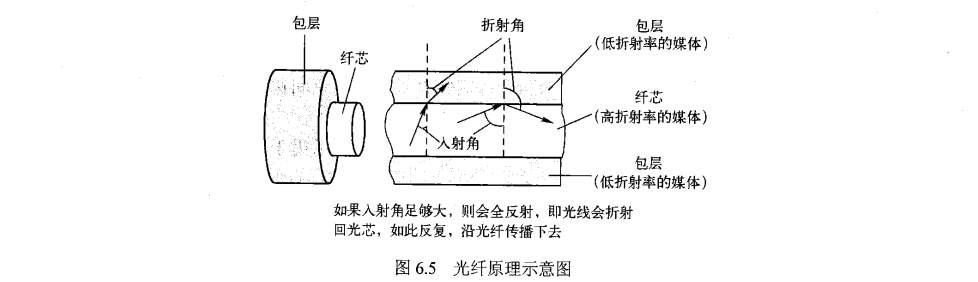 包层
纤芯
折射角
入射角
包层
(低折射率的媒体)
纤芯
(高折射率的媒体)
包层
(低折射率的媒体)
如果入射角足够大，则会全反射，即光线会折射
回光芯，如此反复，沿光纤传播下去
图 6.5 光纤原理示意图